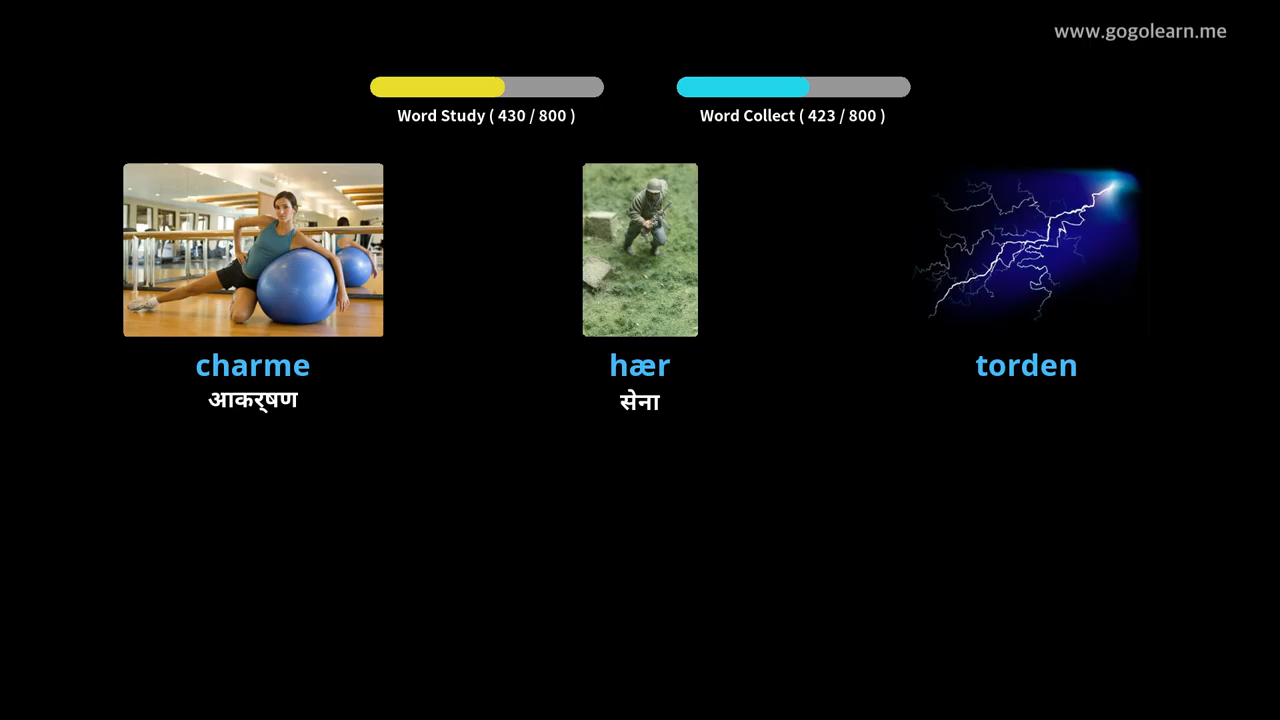 www.gogolearn.me
Word Study ( 430 / 800 )
Word Collect ( 423 / 800 )
charme
hær
torden
आकर्षण
सेना